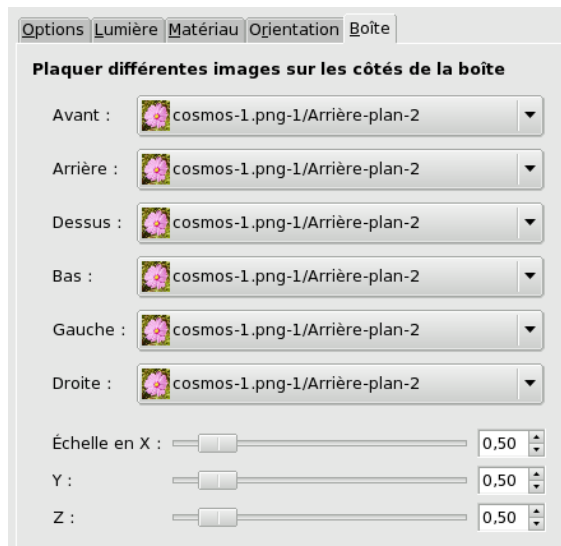 Options Lumière Matériau Orientation Boîte
Plaquer différentes images sur les côtés de la boîte
Avant : cosmos-1.png-1/Arrière-plan-2
Arrière : cosmos-1.png-1/Arrière-plan-2
Dessus : cosmos-1.png-1/Arrière-plan-2
Bas : cosmos-1.png-1/Arrière-plan-2
Gauche : cosmos-1.png-1/Arrière-plan-2
Droite : cosmos-1.png-1/Arrière-plan-2
Échelle en X : 0,50
Y : 0,50
Z : 0,50